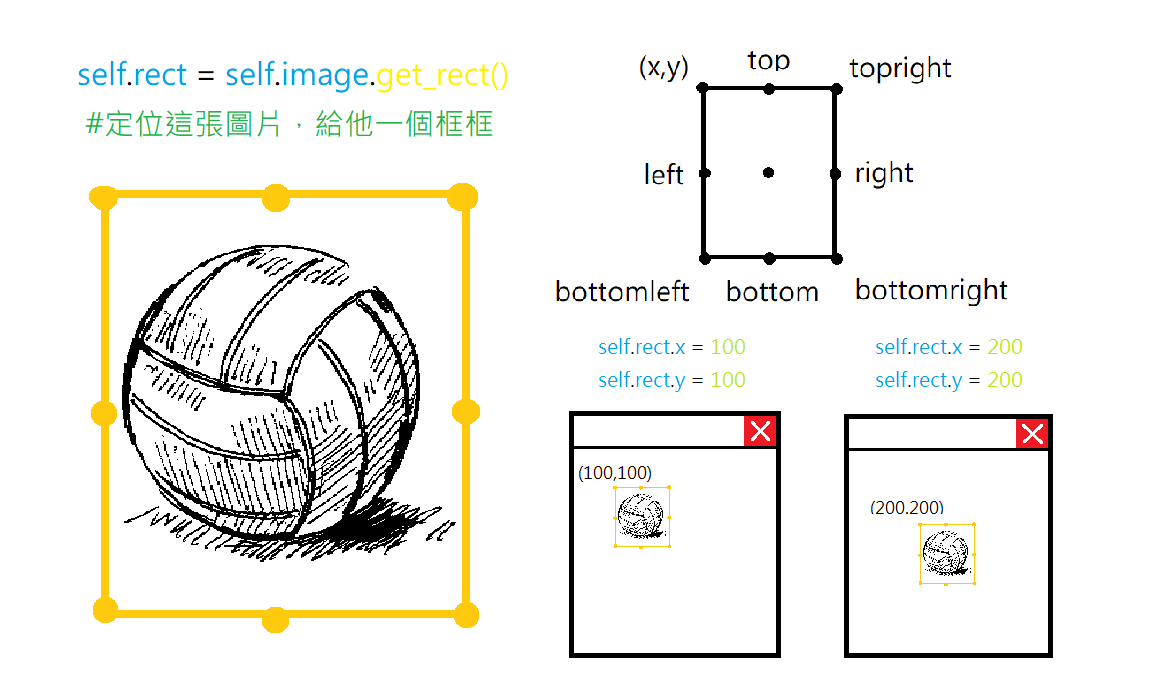 self.rect = self.image.get_rect()
#定位這張圖片，給他一個框框
(x,y)
top
topright
left
right
bottomleft
bottom
bottomright
self.rect.x = 100
self.rect.y = 100
self.rect.x = 200
self.rect.y = 200
(100,100)
(200.200)